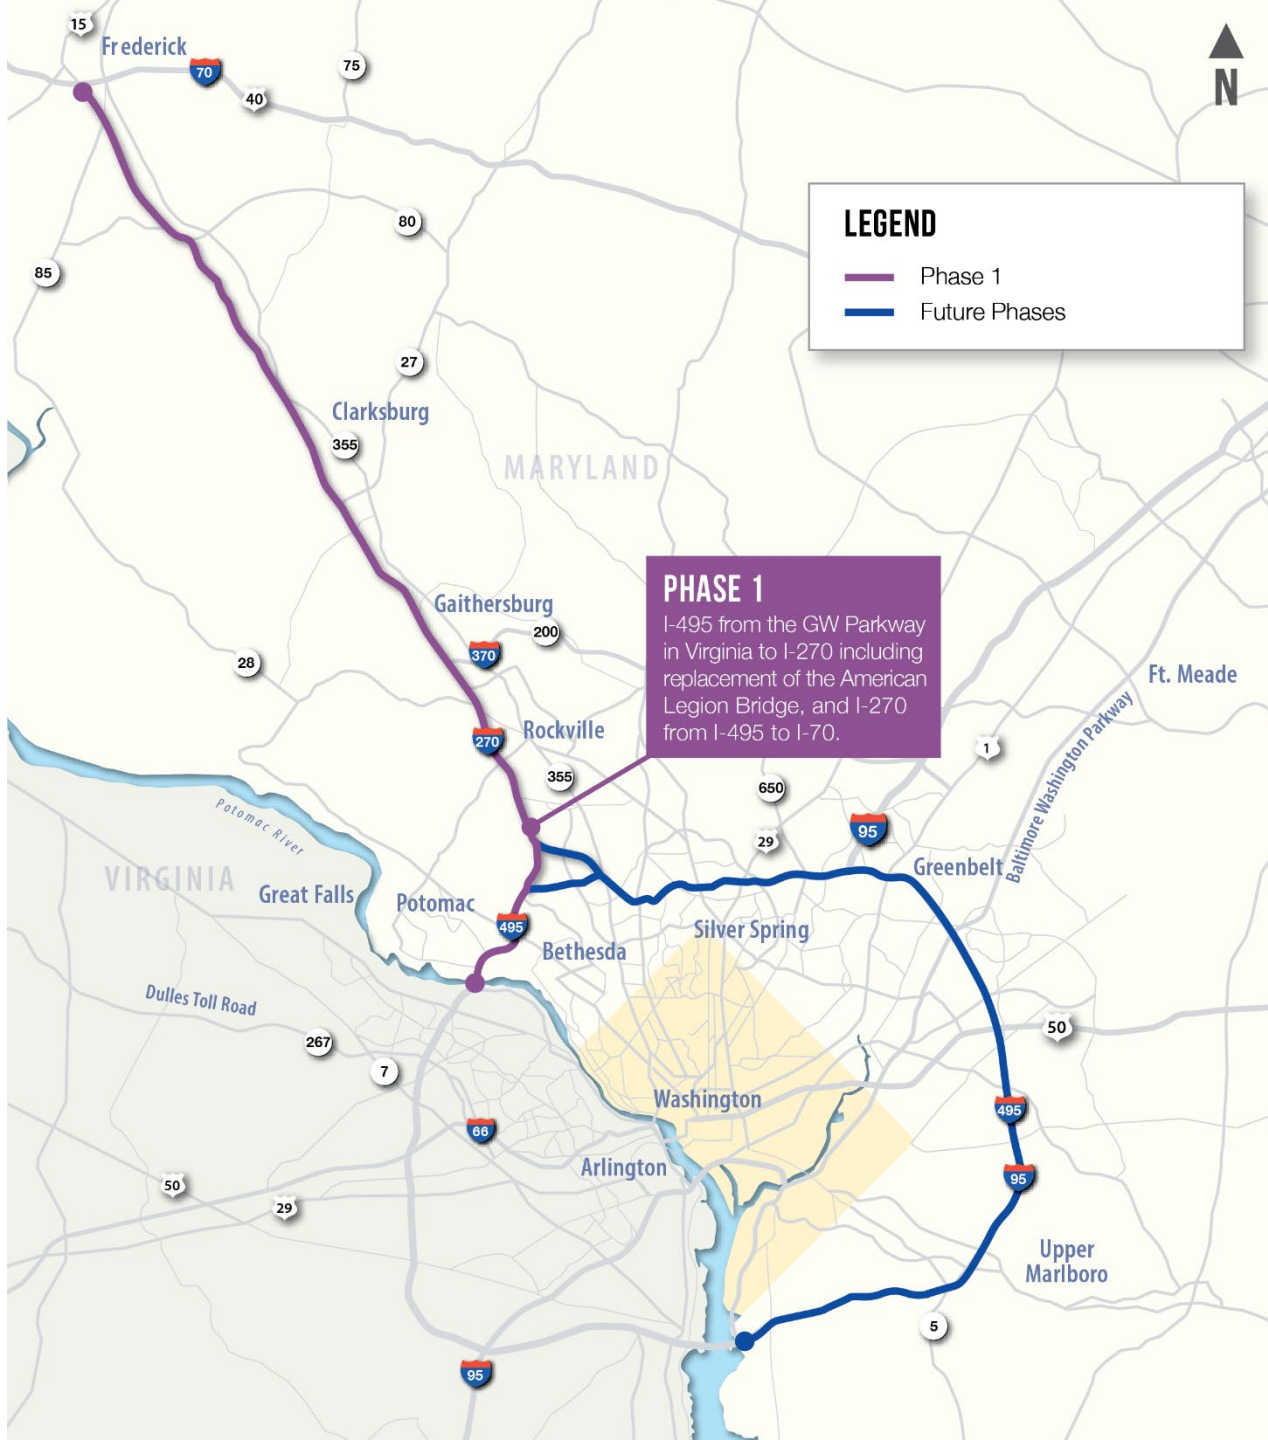 15
Frederick
70
75
40
N
80
85
LEGEND
Phase 1
Future Phases
27
Clarksburg
355
MARYLAND
PHASE 1
I-495 from the GW Parkway
in Virginia to I-270 including
replacement of the American
Legion Bridge, and I-270
from I-495 to I-70.
Gaithersburg
200
370
28
Ft. Meade
270
Rockville
355
1
Baltimore Washington Parkway
650
29
95
Potomac River
VIRGINIA
Great Falls
Potomac
Greenbelt
495
Silver Spring
Bethesda
Dulles Toll Road
267
50
7
Washington
495
66
Arlington
95
50
29
Upper
Marlboro
5
95